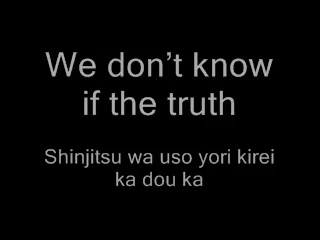 We don’t know
if the truth
Shinjitsu wa uso yori kirei
ka dou ka